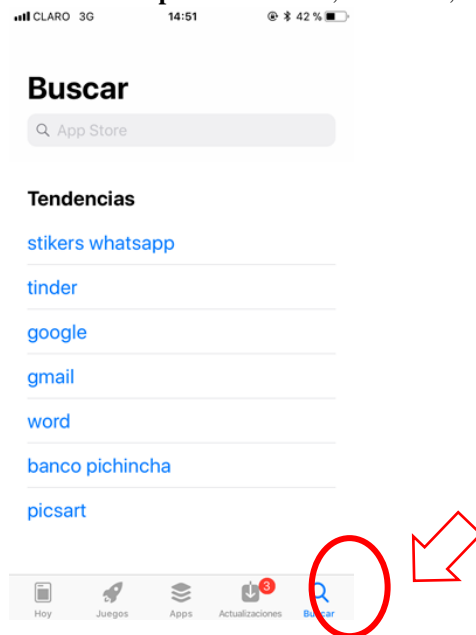 CLARO 3G 14:51 42 %
Buscar
App Store
Tendencias
stikers whatsapp
tinder
google
gmail
word
banco pichincha
picsart
3
Hoy Juegos Apps Actualizaciones Buscar